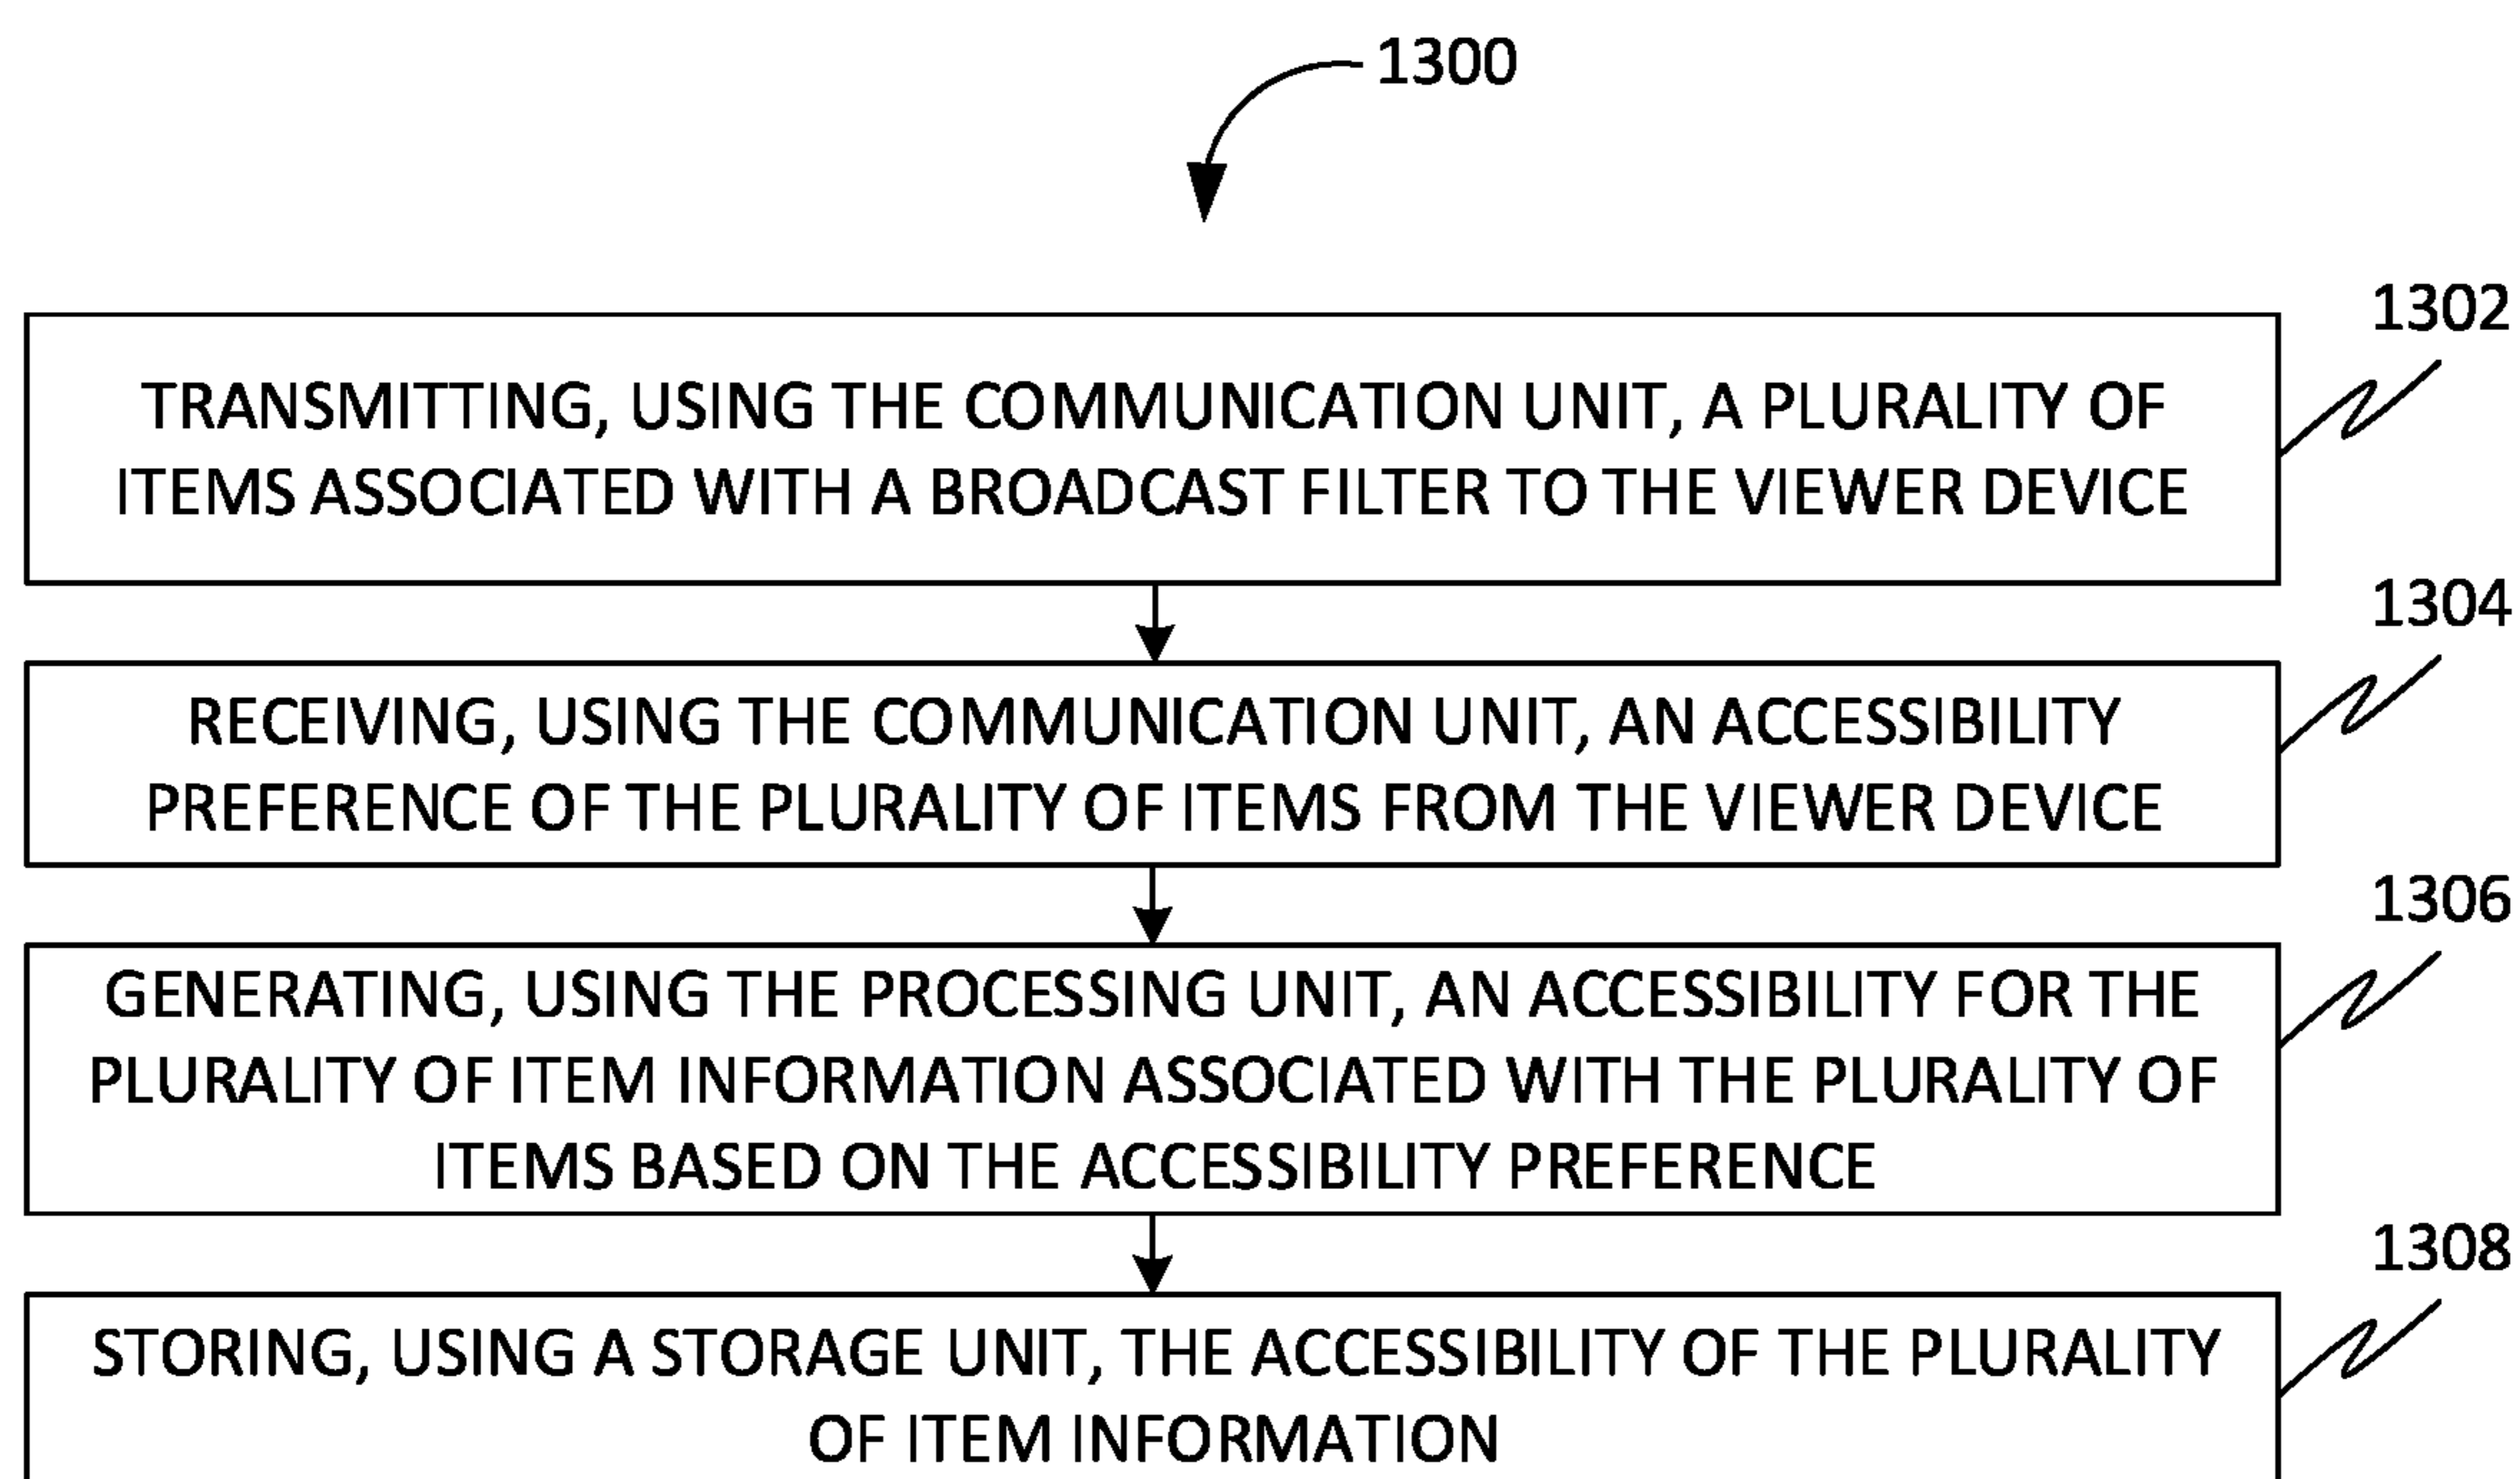 1300
1302
TRANSMITTING, USING THE COMMUNICATION UNIT, A PLURALITY OF
ITEMS ASSOCIATED WITH A BROADCAST FILTER TO THE VIEWER DEVICE
1304
RECEIVING, USING THE COMMUNICATION UNIT, AN ACCESSIBILITY
PREFERENCE OF THE PLURALITY OF ITEMS FROM THE VIEWER DEVICE
1306
GENERATING, USING THE PROCESSING UNIT, AN ACCESSIBILITY FOR THE
PLURALITY OF ITEM INFORMATION ASSOCIATED WITH THE PLURALITY OF
ITEMS BASED ON THE ACCESSIBILITY PREFERENCE
1308
STORING, USING A STORAGE UNIT, THE ACCESSIBILITY OF THE PLURALITY
OF ITEM INFORMATION